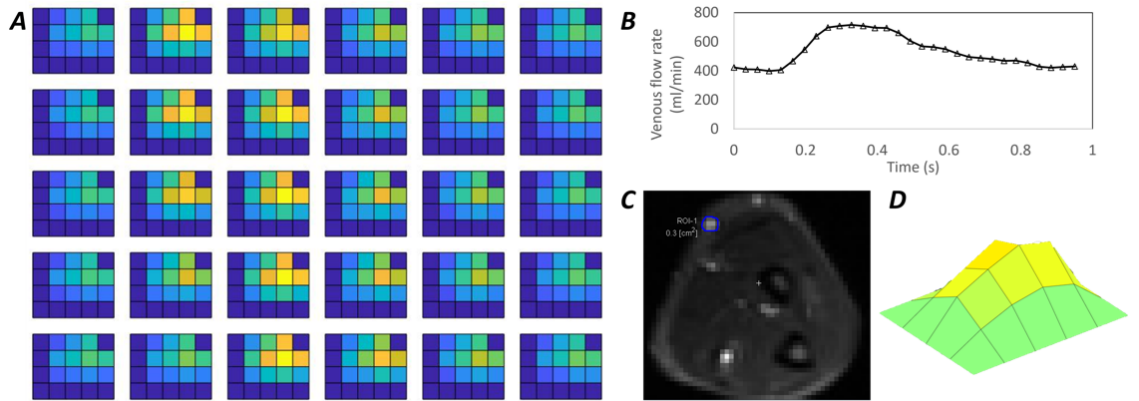 A
B
800
600
400
200
0
Venous flow rate
(ml/min)
0
0.2
0.4
0.6
0.8
1
Time (s)
C
ROI-1
0.3 [cm²]
D